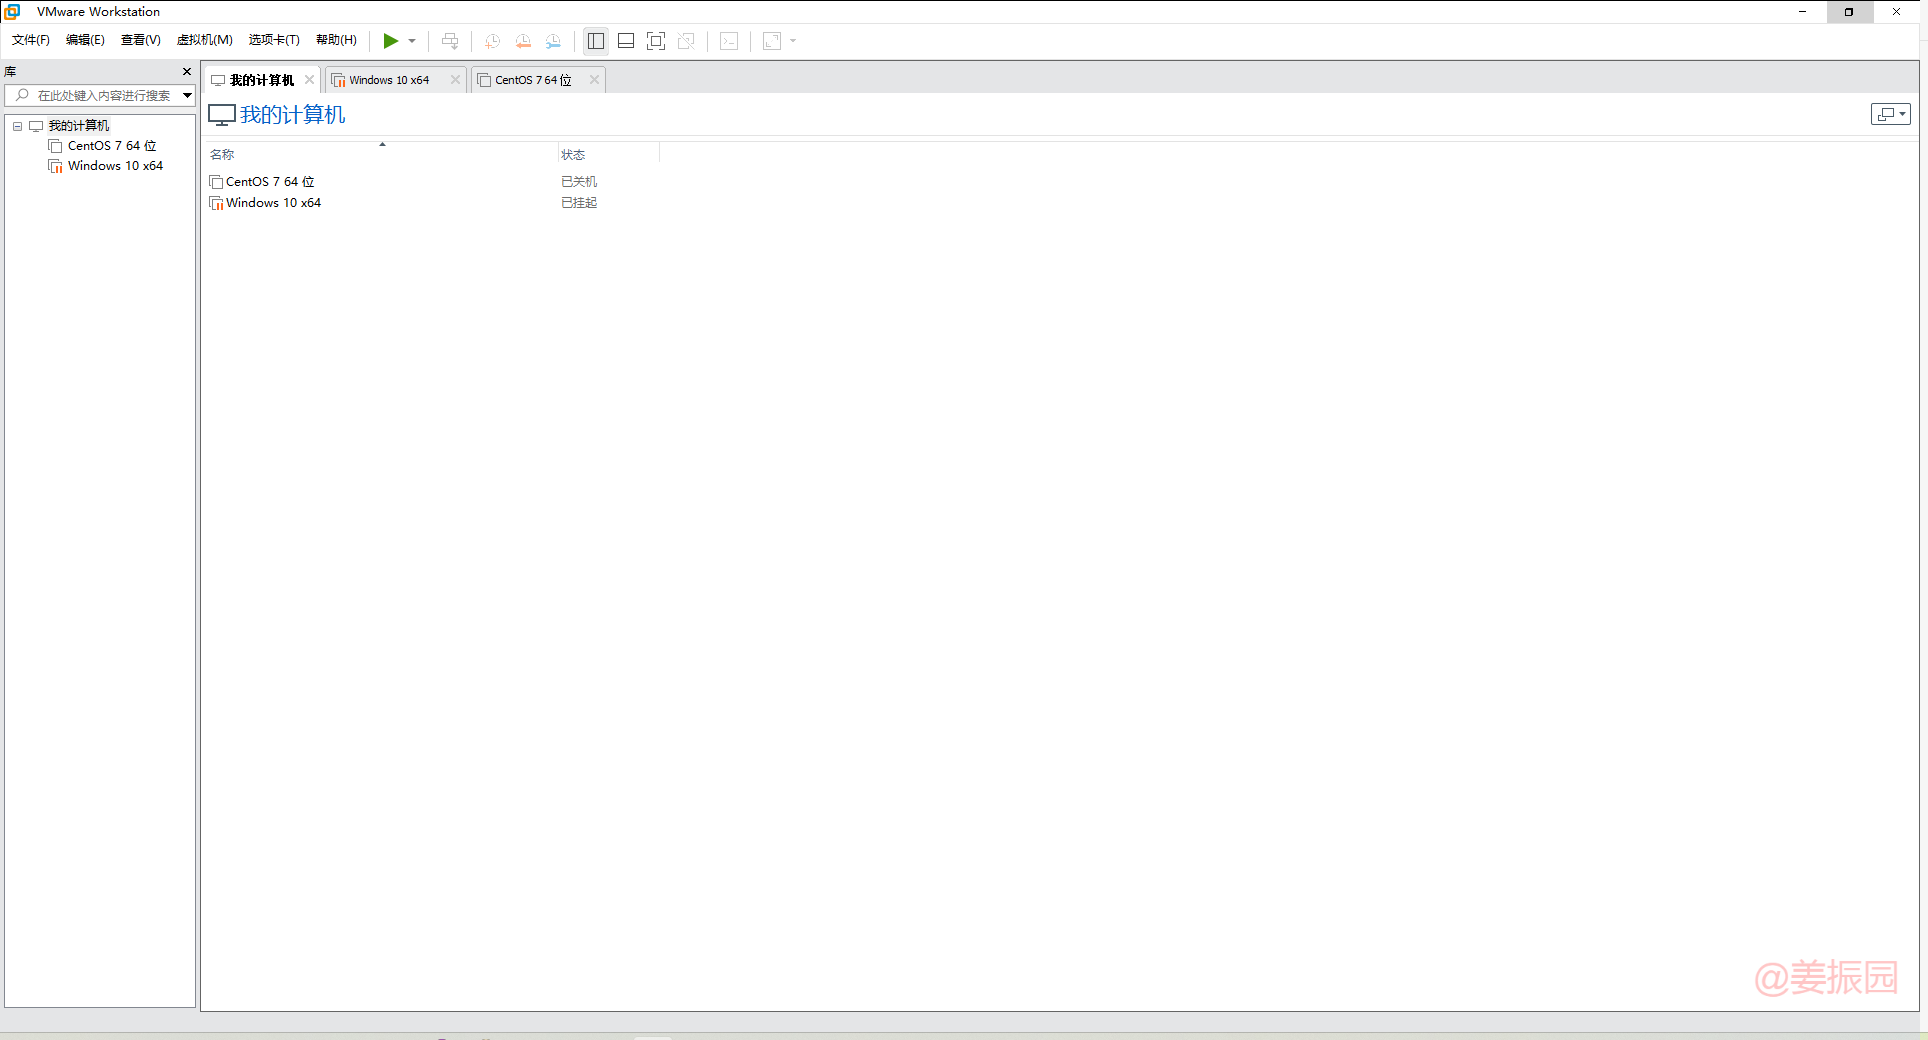 VMware Workstation
文件(F) 编辑(E) 查看(V) 虚拟机(M) 选项卡(T) 帮助(H)
库
在此处键入内容进行搜索
我的计算机
CentOS 7 64 位
Windows 10 x64
我的计算机 Windows 10 x64 CentOS 7 64 位
我的计算机
名称 状态
CentOS 7 64 位 已关机
Windows 10 x64 已挂起
@姜振园